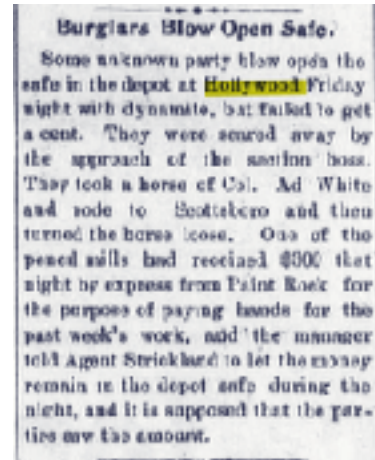 Burglars Blow Open Safe.
Some unknown party blow open the
safe in the depot at Hollywood Friday
night with dynamite, but failed to get
a cent. They were scared away by
the approach of the section boss.
They took a horse of Col. Ad White
and rode to Scottsboro and then
turned the horse loose. One of the
pencil mills had received $300 that
night by express from Paint Rock for
the purpose of paying hands for the
past week's work, and the manager
told Agent Strickland to let the money
remain in the depot safe during the
night, and it is supposed that the par-
ties saw the amount.